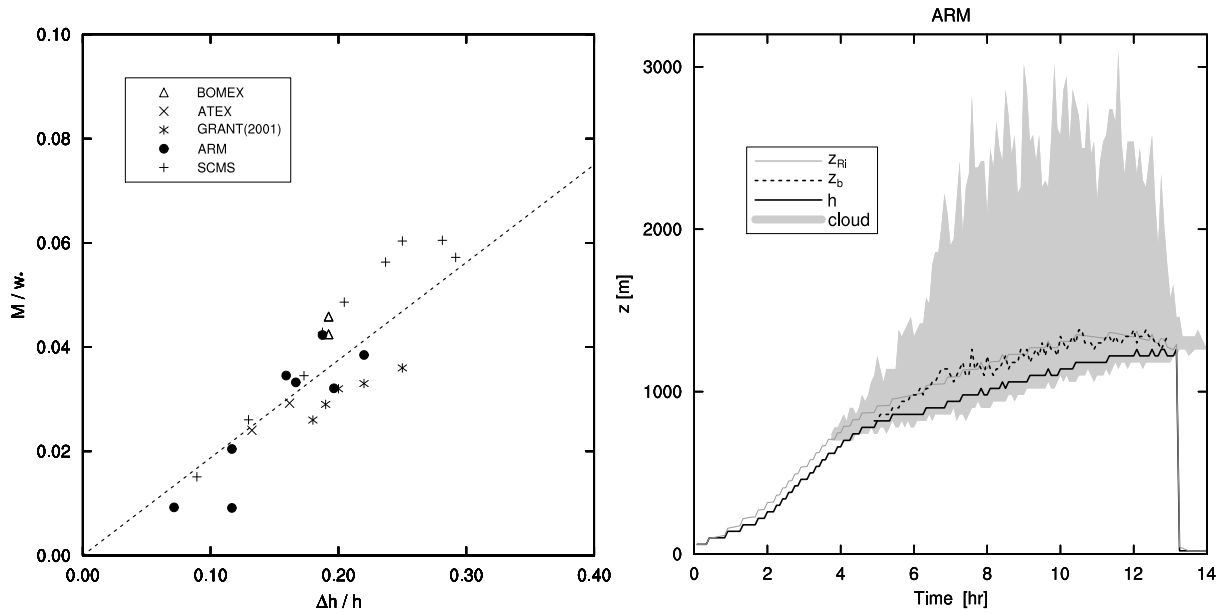 0.10
0.08
0.06
0.04
0.02
0.00
M / w*
BOMEX
ATEX
GRANT(2001)
ARM
SCMS
0.00 0.10 0.20 0.30 0.40
Δh / h
ARM
3000
2000
1000
0
z [m]
zRi
zb
h
cloud
0 2 4 6 8 10 12 14
Time [hr]